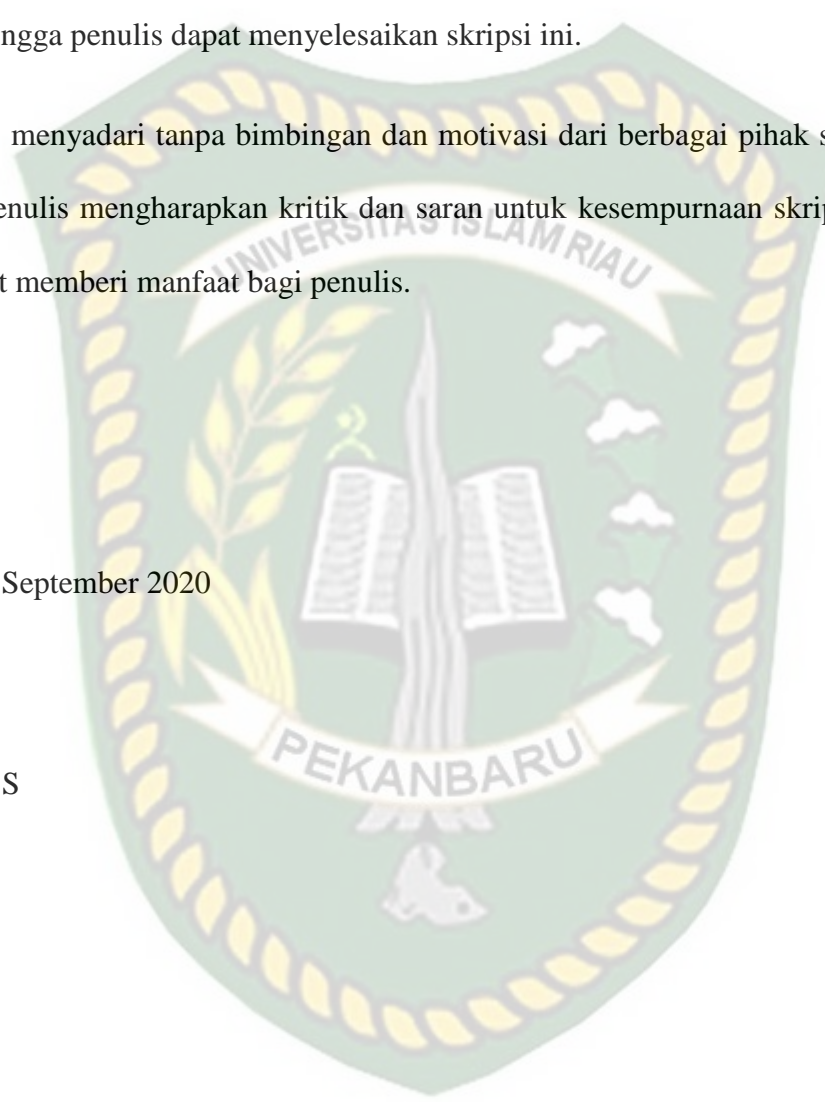 ngga penulis dapat menyelesaikan skripsi ini.
menyadari tanpa bimbingan dan motivasi dari berbagai pihak s
enulis mengharapkan kritik dan saran untuk kesempurnaan skrip
UNIVERSITAS ISLAM RIAU
t memberi manfaat bagi penulis.
September 2020
PEKANBARU
S